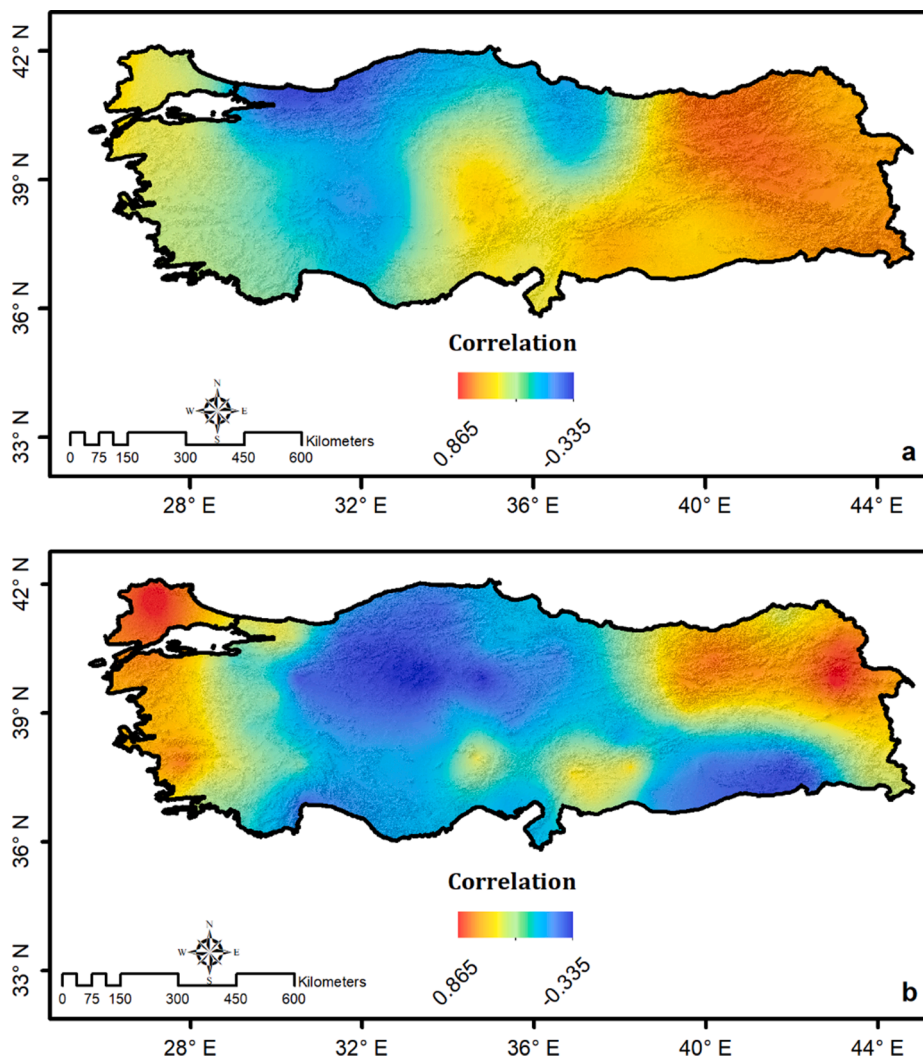 42° N
39° N
36° N
33° N
Correlation
0.865
-0.335
N
W
E
S
0
75
150
300
450
600
Kilometers
a
28° E
32° E
36° E
40° E
44° E
42° N
39° N
36° N
33° N
Correlation
0.865
-0.335
N
W
E
S
0
75
150
300
450
600
Kilometers
b
28° E
32° E
36° E
40° E
44° E